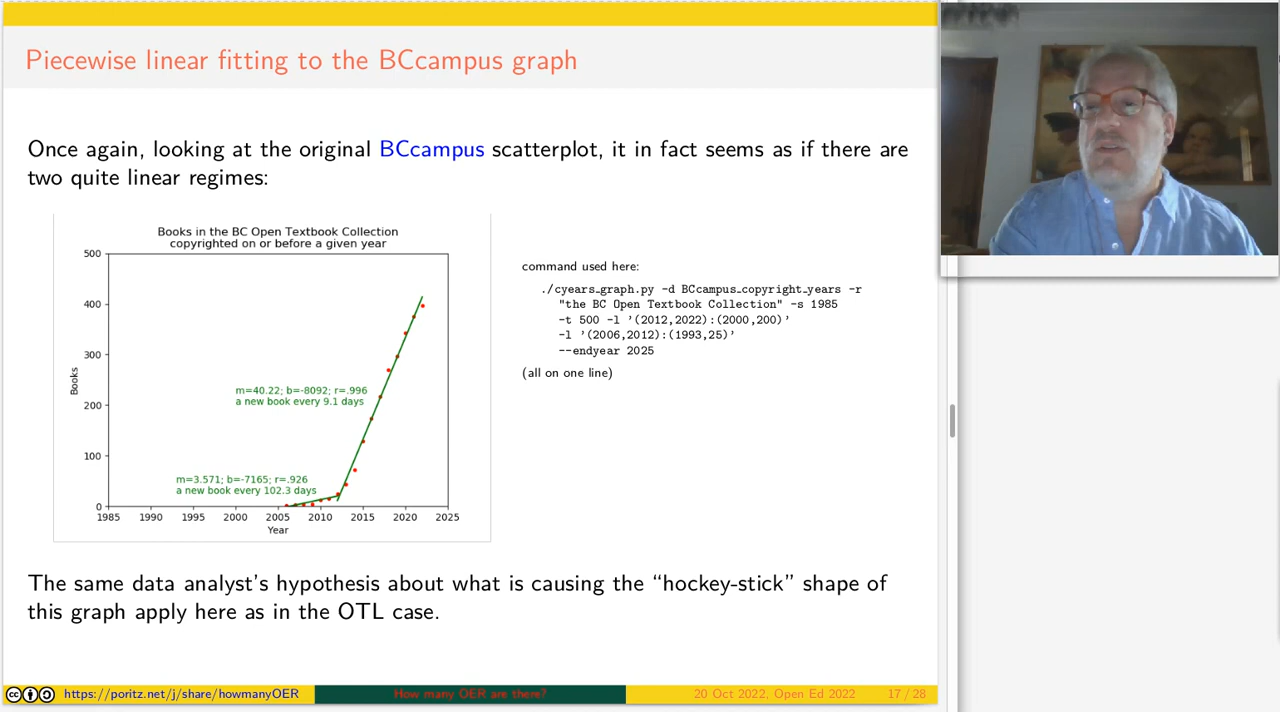 Piecewise linear fitting to the BCcampus graph
Once again, looking at the original BCcampus scatterplot, it in fact seems as if there are
two quite linear regimes:
Books in the BC Open Textbook Collection
copyrighted on or before a given year
500
400
300
200
100
0
Books
m=40.22; b=-8092; r=.996
a new book every 9.1 days
m=3.571; b=-7165; r=.926
a new book every 102.3 days
1985 1990 1995 2000 2005 2010 2015 2020 2025
Year
command used here:
./cyears_graph.py -d BCcampus_copyright_years -r
"the BC Open Textbook Collection" -s 1985
-t 500 -l '(2012,2022):(2000,200)'
-l '(2006,2012):(1993,25)'
--endyear 2025
(all on one line)
The same data analyst's hypothesis about what is causing the “hockey-stick” shape of
this graph apply here as in the OTL case.
https://poritz.net/j/share/howmanyOER How many OER are there? 20 Oct 2022, Open Ed 2022 17 / 28